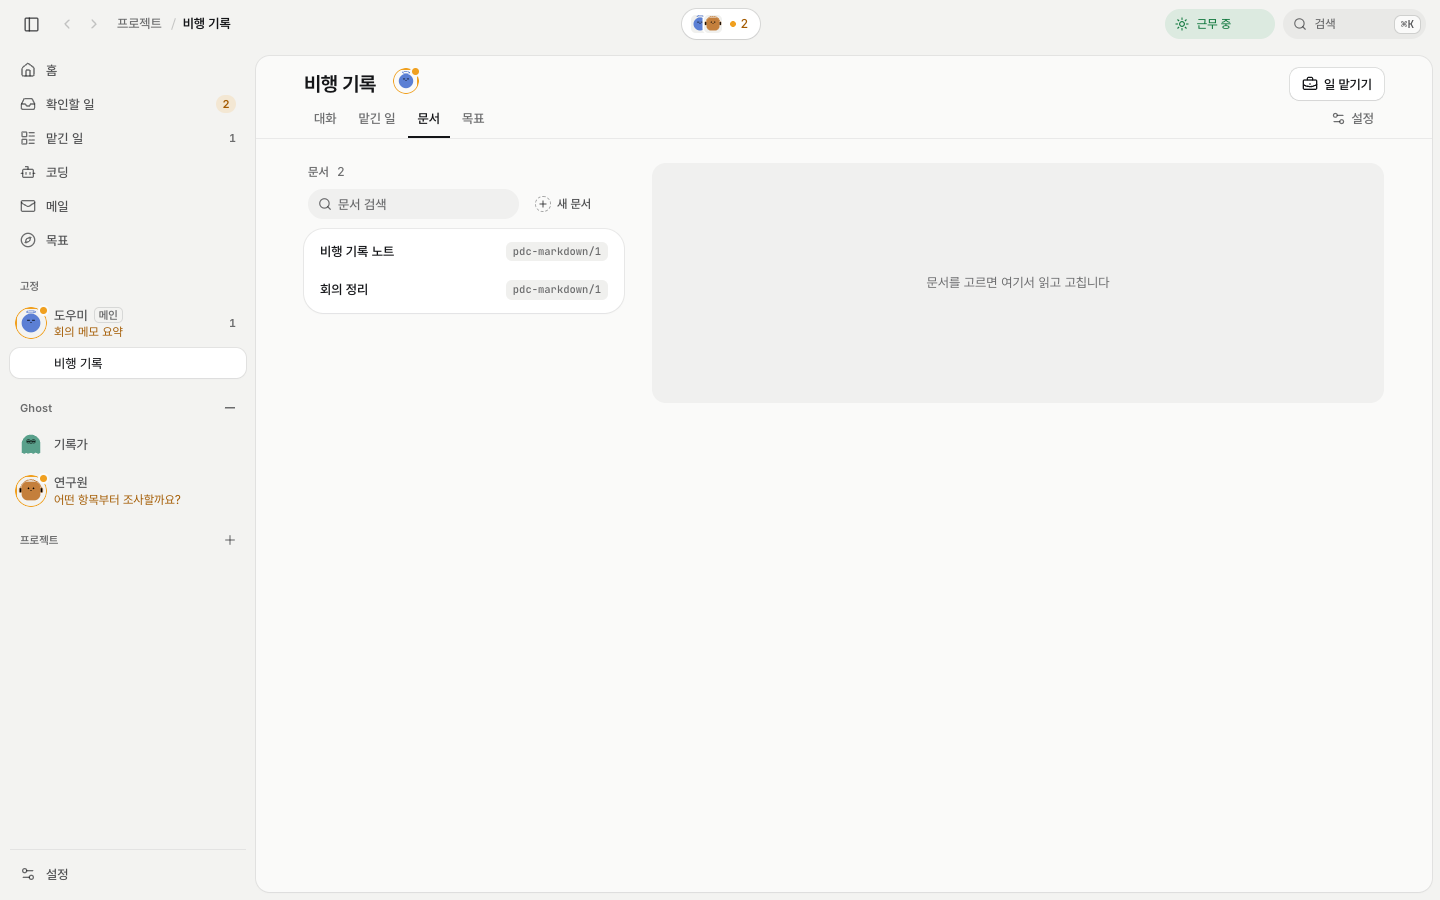 프로젝트 / 비행 기록
2
근무 중
검색
⌘K
홈
확인할 일 2
맡긴 일 1
코딩
메일
목표
고정
도우미 메인
회의 메모 요약
1
비행 기록
Ghost
기록가
연구원
어떤 항목부터 조사할까요?
프로젝트
설정
비행 기록
일 맡기기
대화 맡긴 일 문서 목표
설정
문서 2
문서 검색
새 문서
비행 기록 노트 pdc-markdown/1
회의 정리 pdc-markdown/1
문서를 고르면 여기서 읽고 고칩니다